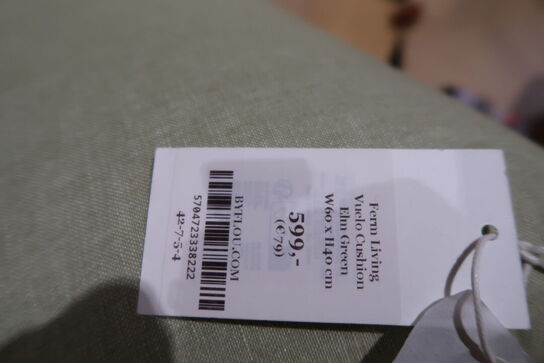 Ferm Living
Vuelo Cushion
Elm Green
W60 x H40 cm
599,-
(€79)
BYFLOU.COM
5704723338222
42-7-5-4